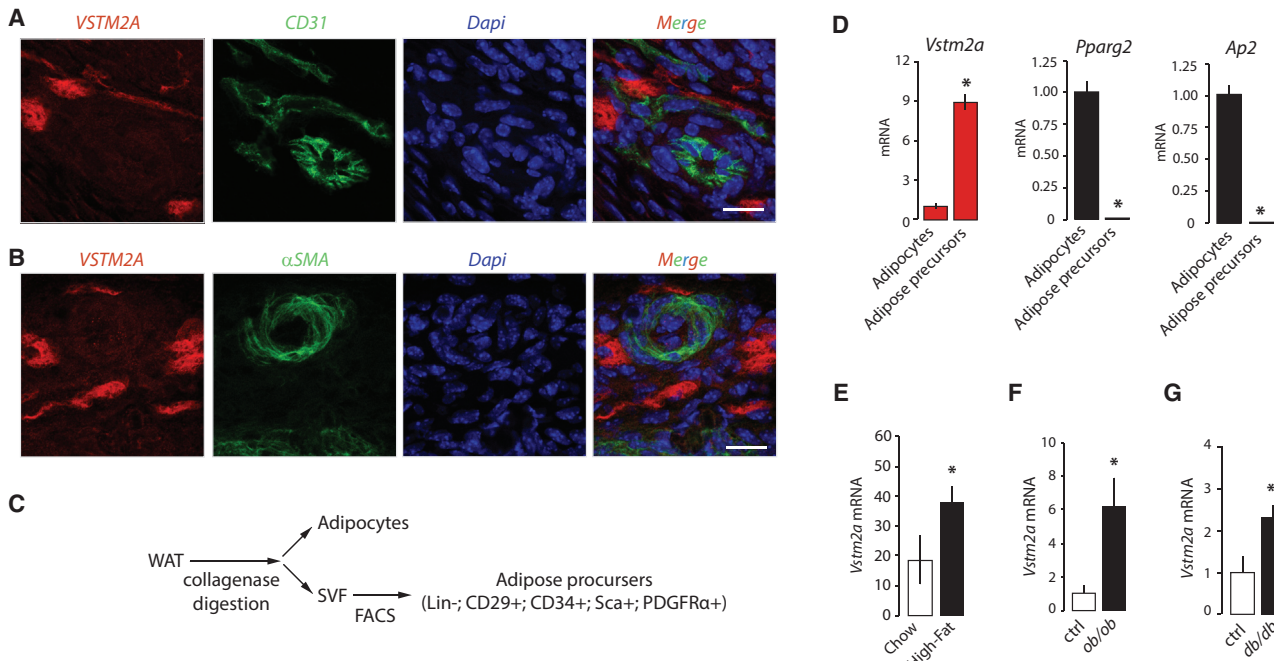 A
VSTM2A
CD31
Dapi
Merge
B
VSTM2A
αSMA
Dapi
Merge
C
WAT
collagenase
digestion
Adipocytes
SVF
FACS
Adipose procursers
(Lin-; CD29+; CD34+; Sca+; PDGFRα+)
D
Vstm2a
mRNA
12
9
6
3
0
*
Adipocytes
Adipose precursors
Pparg2
mRNA
1.25
1.00
0.75
0.50
0.25
0
*
Adipocytes
Adipose precursors
Ap2
mRNA
1.25
1.00
0.75
0.50
0.25
0
*
Adipocytes
Adipose precursors
E
Vstm2a mRNA
60
50
40
30
20
10
0
*
Chow
High-Fat
F
Vstm2a mRNA
10
8
6
4
2
0
*
ctrl
ob/ob
G
Vstm2a mRNA
4
3
2
1
0
*
ctrl
db/db